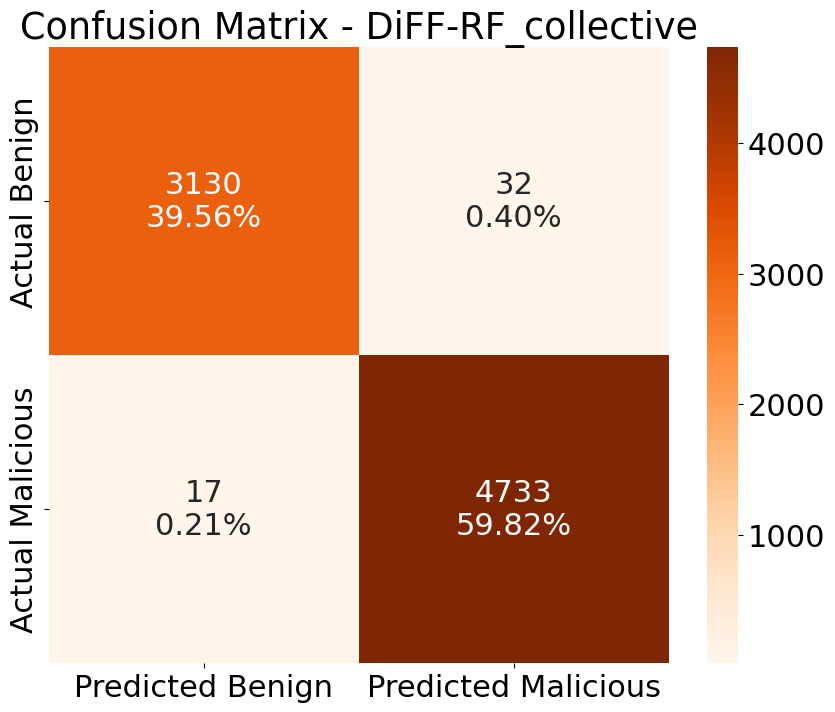 Confusion Matrix - DiFF-RF_collective
Actual Benign
3130
39.56%
32
0.40%
Actual Malicious
17
0.21%
4733
59.82%
Predicted Benign
Predicted Malicious
4000
3000
2000
1000